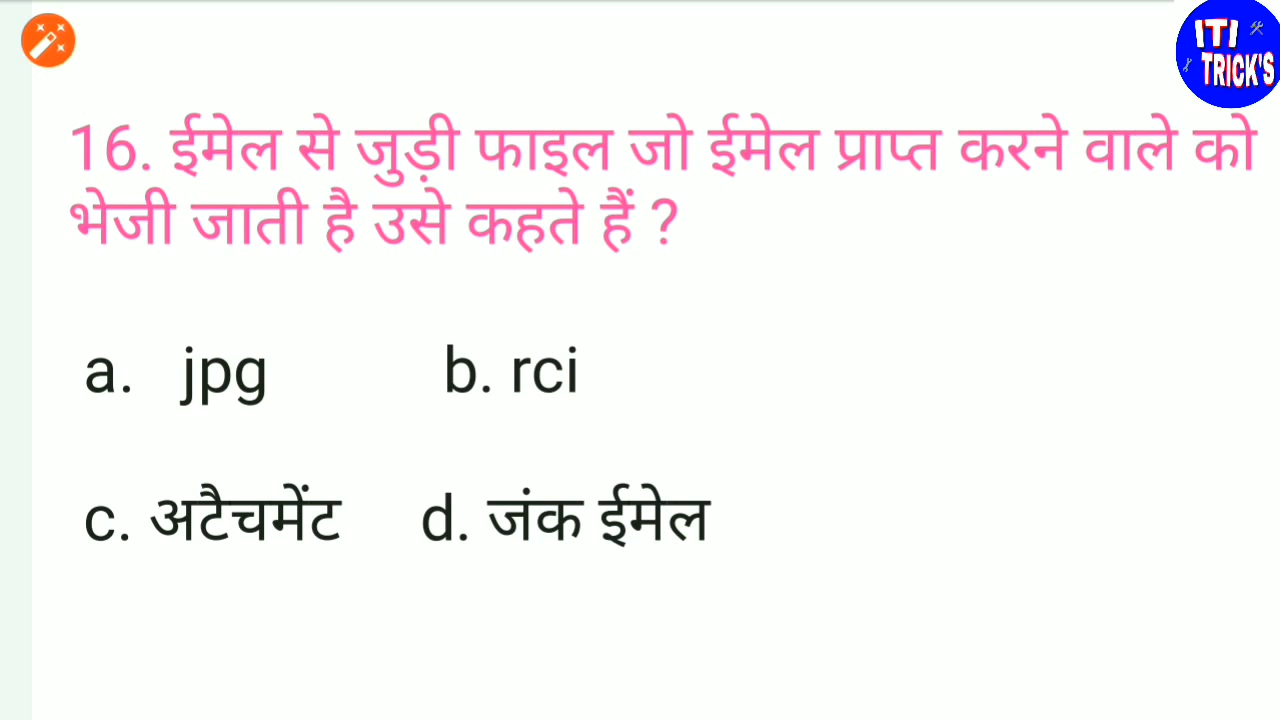 ITI
TRICK'S
16. ईमेल से जुड़ी फाइल जो ईमेल प्राप्त करने वाले को
भेजी जाती है उसे कहते हैं ?
a. jpg b. rci
c. अटैचमेंट d. जंक ईमेल